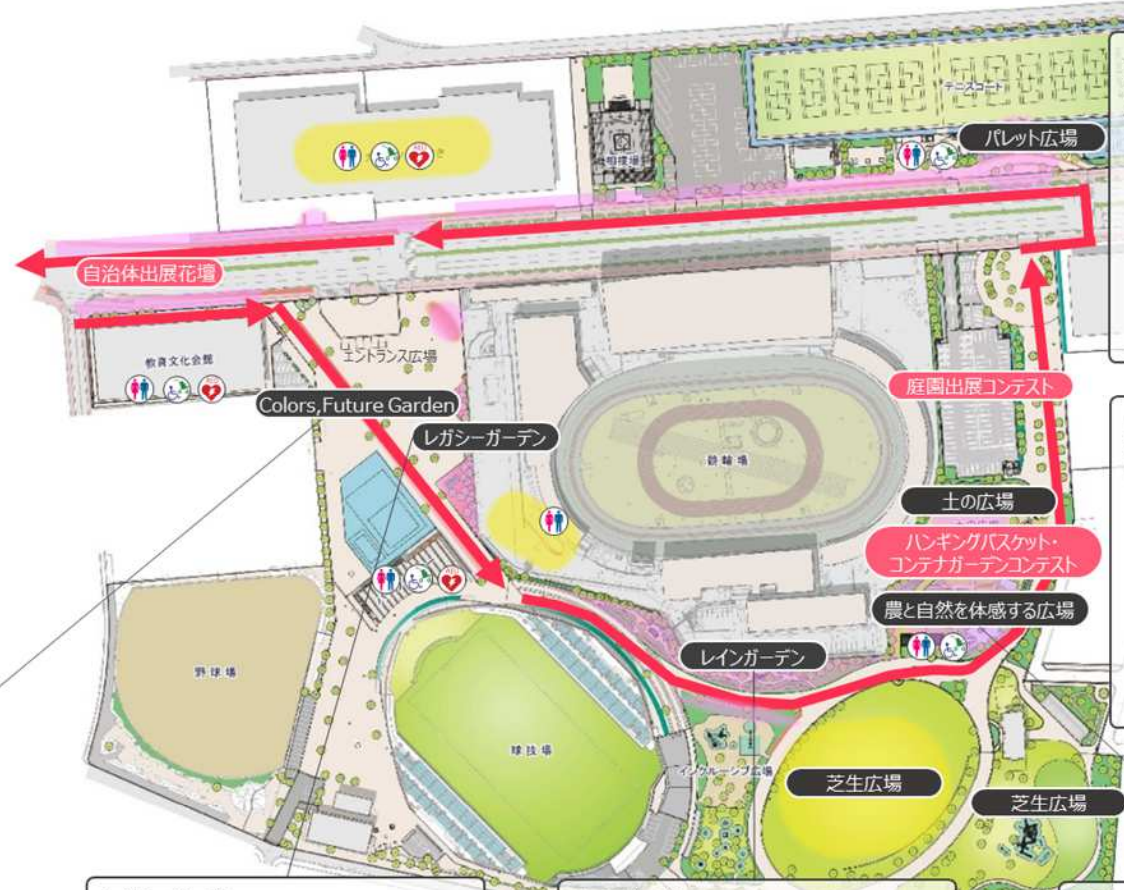 テニスコート
パレット広場
相撲場
自治体出展花壇
教育文化会館
エントランス広場
Colors,Future Garden
レガシーガーデン
庭園出展コンテスト
競輪場
土の広場
ハンギングバスケット・
コンテナガーデンコンテスト
農と自然を体感する広場
レインガーデン
野球場
球技場
インクルーシブ広場
芝生広場
芝生広場